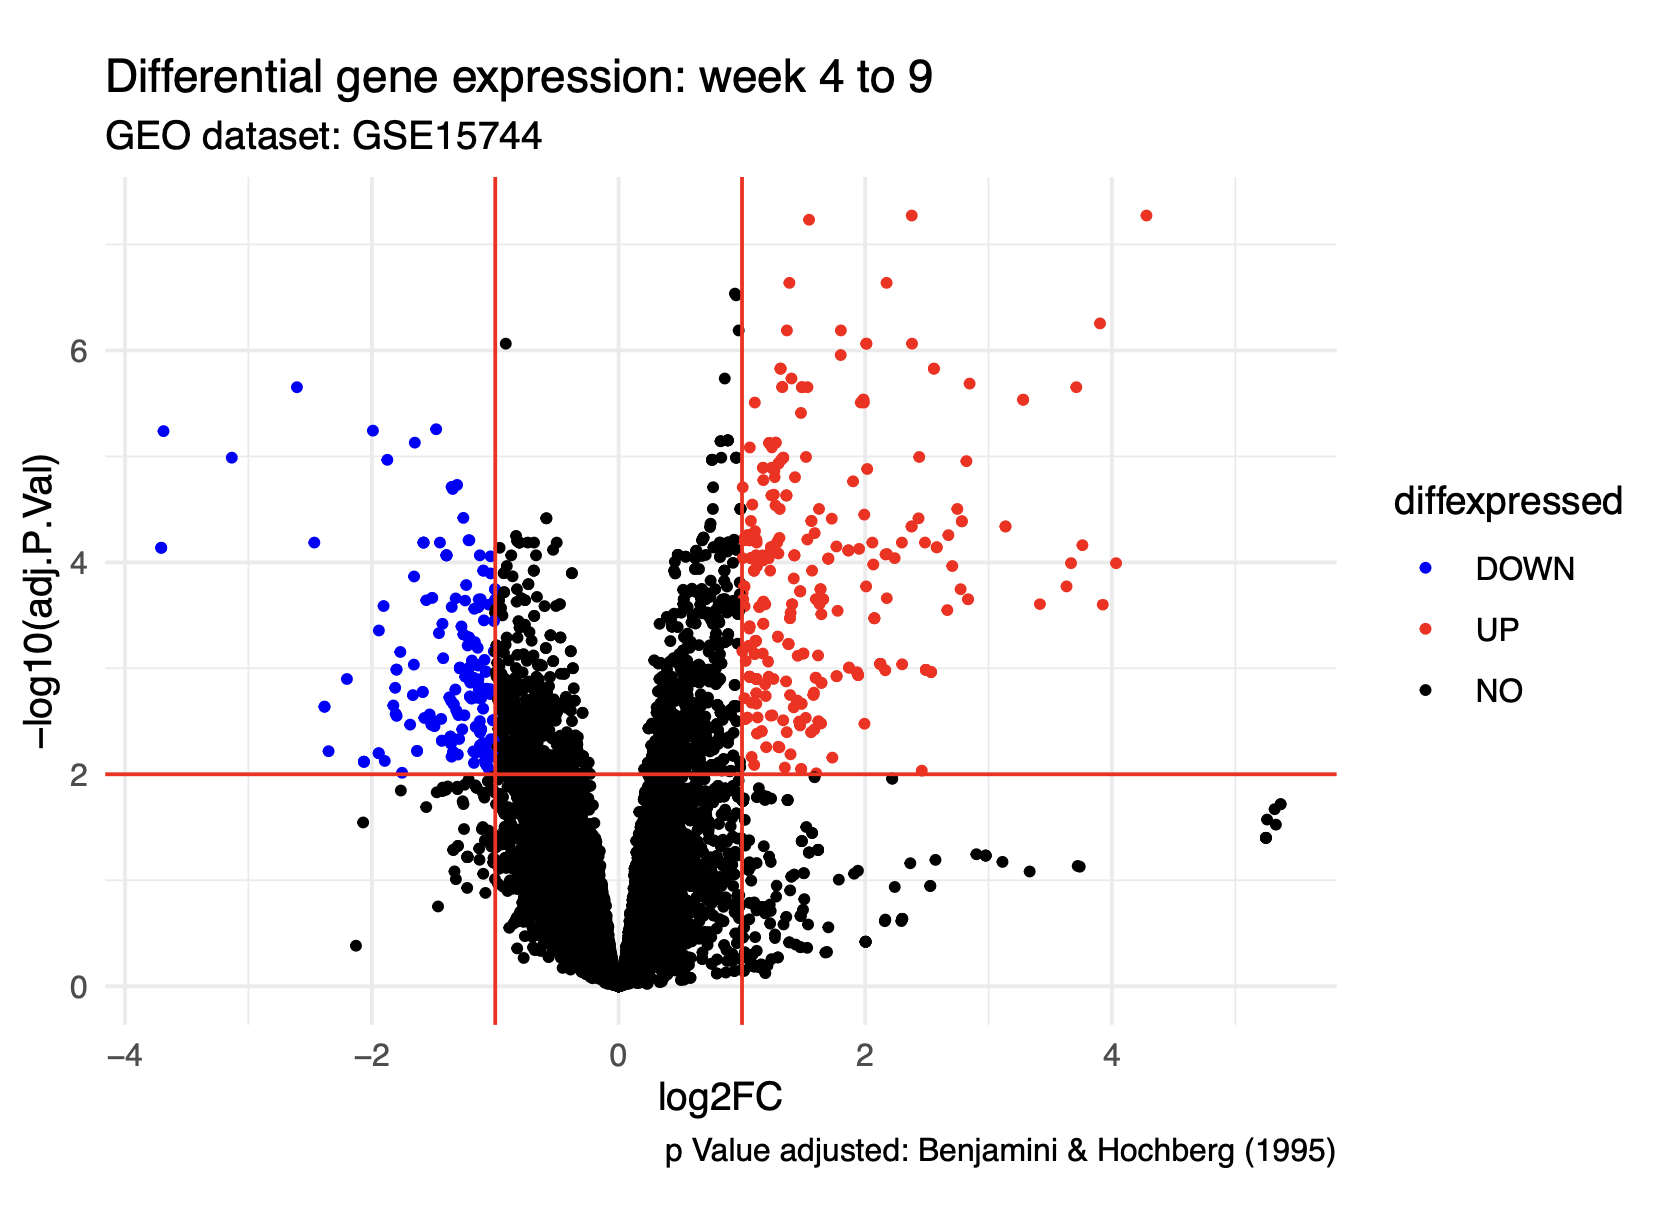 Differential gene expression: week 4 to 9
GEO dataset: GSE15744
−log10(adj.P.Val)
6
4
2
0
−4 −2 0 2 4
log2FC
diffexpressed
DOWN
UP
NO
p Value adjusted: Benjamini & Hochberg (1995)